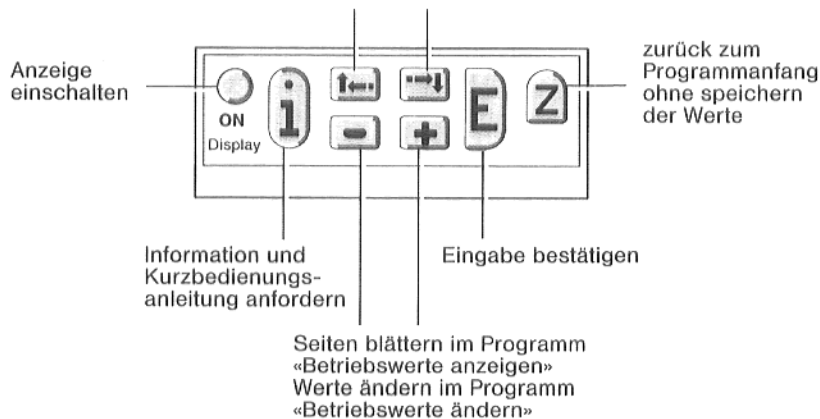 Anzeige
einschalten
ON
Display
i
-
+
E
Z
zurück zum
Programmanfang
ohne speichern
der Werte
Information und
Kurzbedienungs-
anleitung anfordern
Eingabe bestätigen
Seiten blättern im Programm
«Betriebswerte anzeigen»
Werte ändern im Programm
«Betriebswerte ändern»